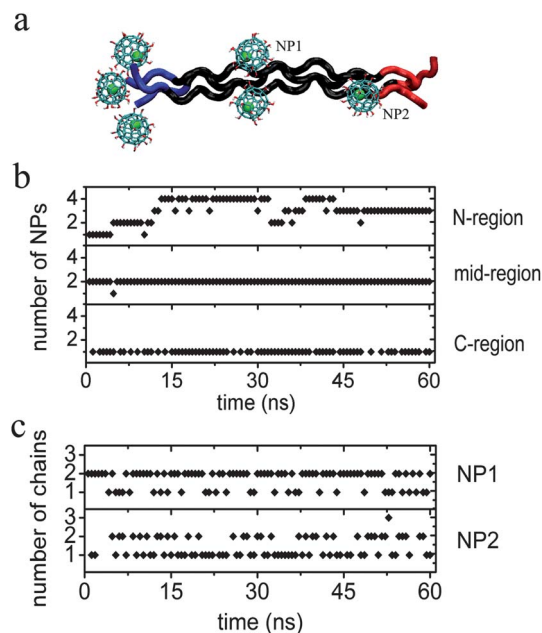 a
NP1
NP2
b
number of NPs
4
2
N-region
4
2
mid-region
4
2
C-region
0 15 30 45 60
time (ns)
c
number of chains
3
2
1
NP1
3
2
1
NP2
0 15 30 45 60
time (ns)